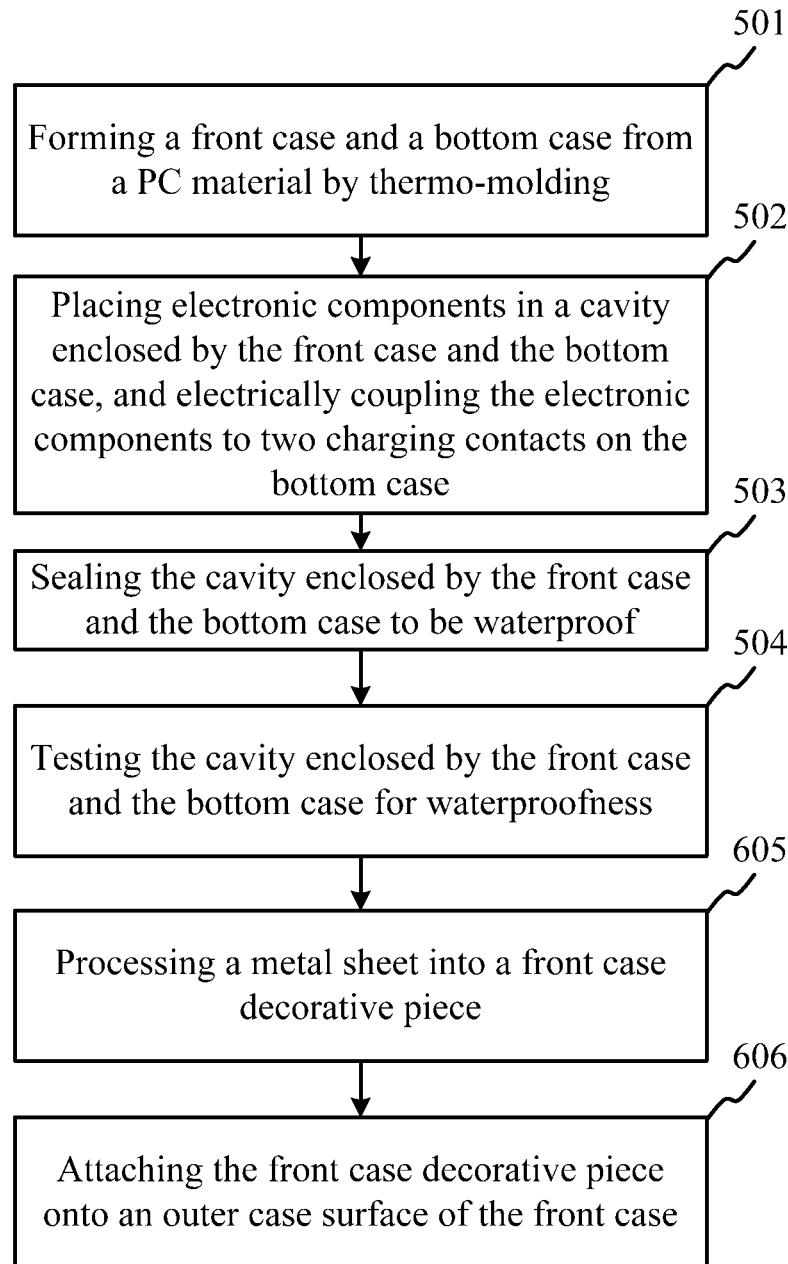 501
Forming a front case and a bottom case from
a PC material by thermo-molding
502
Placing electronic components in a cavity
enclosed by the front case and the bottom
case, and electrically coupling the electronic
components to two charging contacts on the
bottom case
503
Sealing the cavity enclosed by the front case
and the bottom case to be waterproof
504
Testing the cavity enclosed by the front case
and the bottom case for waterproofness
605
Processing a metal sheet into a front case
decorative piece
606
Attaching the front case decorative piece
onto an outer case surface of the front case